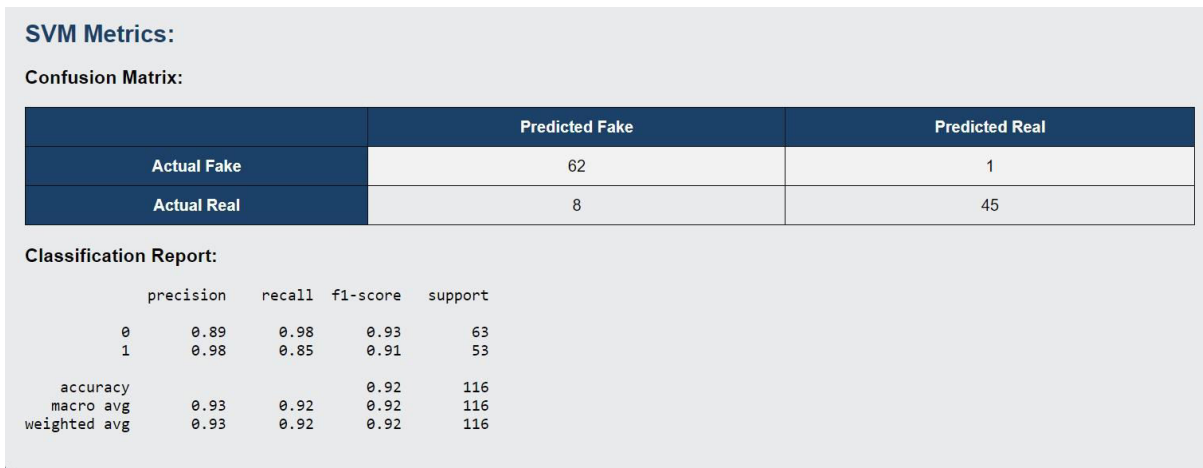 SVM Metrics:
Confusion Matrix:
Predicted Fake Predicted Real
Actual Fake 62 1
Actual Real 8 45
Classification Report:
precision recall f1-score support
0 0.89 0.98 0.93 63
1 0.98 0.85 0.91 53
accuracy 0.92 116
macro avg 0.93 0.92 0.92 116
weighted avg 0.93 0.92 0.92 116